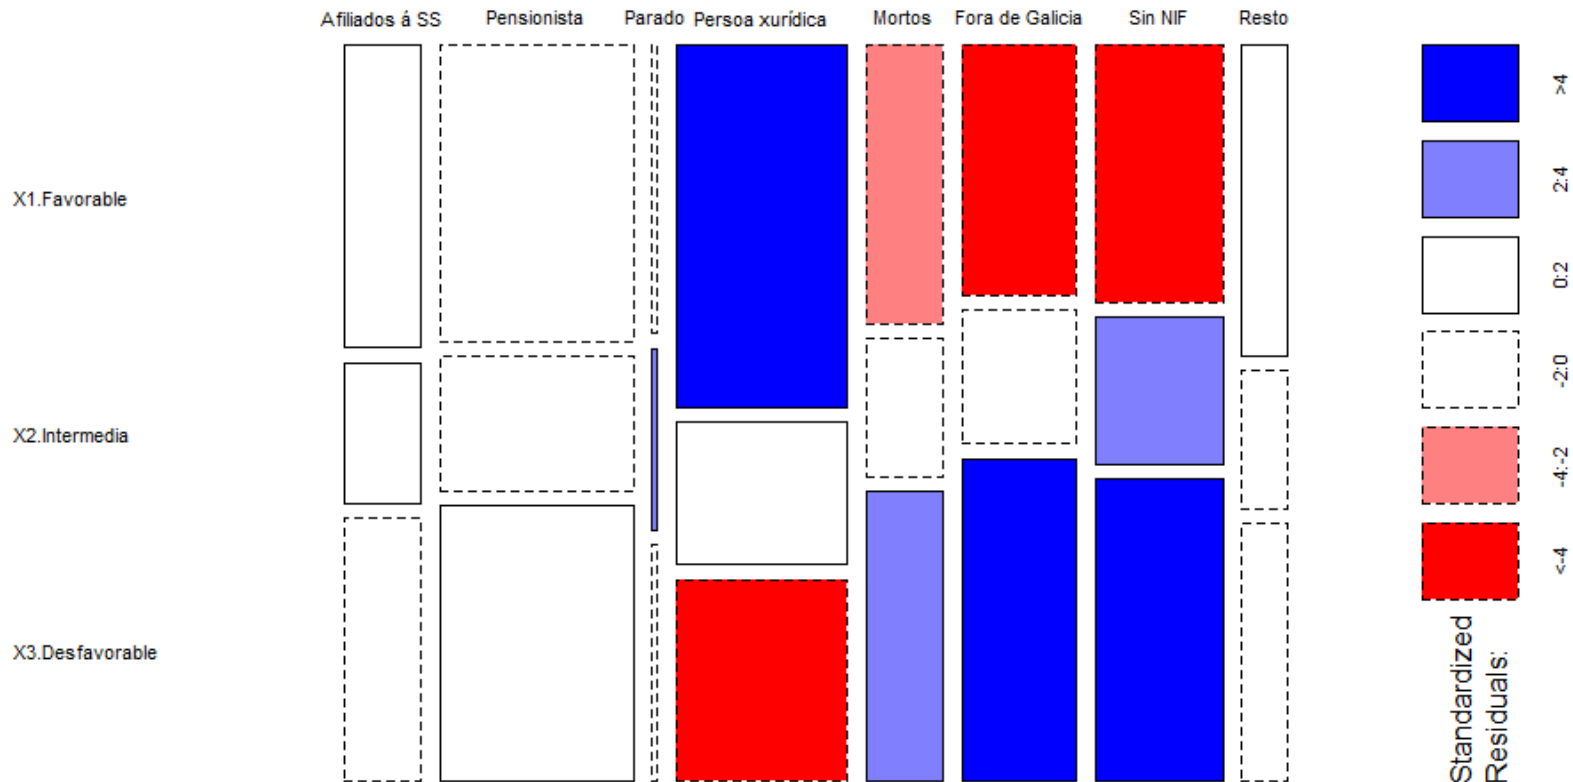 Afiliados á SS Pensionista Parado Persoa xurídica Mortos Fora de Galicia Sin NIF Resto
X1.Favorable
X2.Intermedia
X3.Desfavorable
>4
2:4
0:2
-2:0
-4:-2
<-4
Standardized
Residuals: